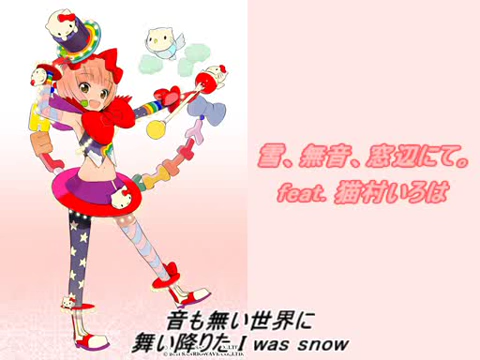 雪、無音、窓辺にて。
feat. 猫村いろは
音も無い世界に
舞い降りた I was snow